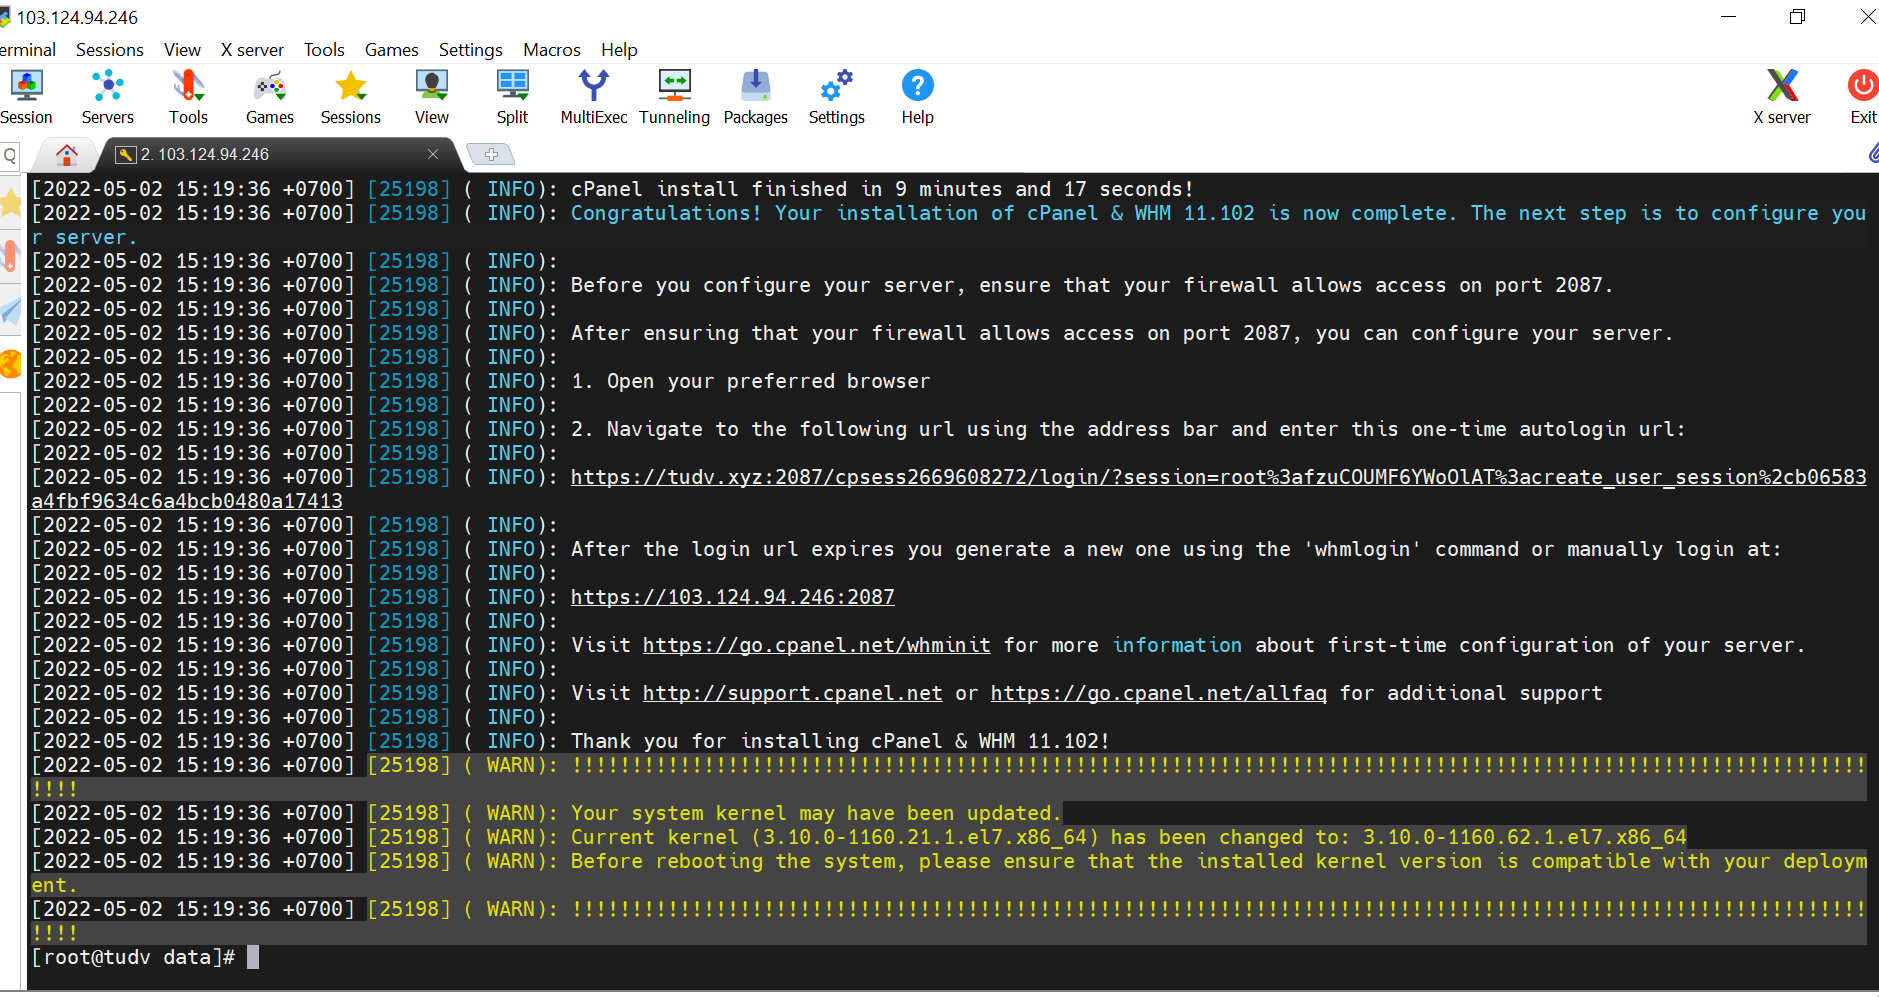 103.124.94.246
erminal Sessions View X server Tools Games Settings Macros Help
Session Servers Tools Games Sessions View Split MultiExec Tunneling Packages Settings Help X server Exit
2. 103.124.94.246
[2022-05-02 15:19:36 +0700] [25198] ( INFO): cPanel install finished in 9 minutes and 17 seconds!
[2022-05-02 15:19:36 +0700] [25198] ( INFO): Congratulations! Your installation of cPanel & WHM 11.102 is now complete. The next step is to configure you
r server.
[2022-05-02 15:19:36 +0700] [25198] ( INFO):
[2022-05-02 15:19:36 +0700] [25198] ( INFO): Before you configure your server, ensure that your firewall allows access on port 2087.
[2022-05-02 15:19:36 +0700] [25198] ( INFO):
[2022-05-02 15:19:36 +0700] [25198] ( INFO): After ensuring that your firewall allows access on port 2087, you can configure your server.
[2022-05-02 15:19:36 +0700] [25198] ( INFO):
[2022-05-02 15:19:36 +0700] [25198] ( INFO): 1. Open your preferred browser
[2022-05-02 15:19:36 +0700] [25198] ( INFO):
[2022-05-02 15:19:36 +0700] [25198] ( INFO): 2. Navigate to the following url using the address bar and enter this one-time autologin url:
[2022-05-02 15:19:36 +0700] [25198] ( INFO):
[2022-05-02 15:19:36 +0700] [25198] ( INFO): https://tudv.xyz:2087/cpsess2669608272/login/?session=root%3afzuCOUMF6YWoOlAT%3acreate_user_session%2cb06583
a4fbf9634c6a4bcb0480a17413
[2022-05-02 15:19:36 +0700] [25198] ( INFO):
[2022-05-02 15:19:36 +0700] [25198] ( INFO): After the login url expires you generate a new one using the 'whmlogin' command or manually login at:
[2022-05-02 15:19:36 +0700] [25198] ( INFO):
[2022-05-02 15:19:36 +0700] [25198] ( INFO): https://103.124.94.246:2087
[2022-05-02 15:19:36 +0700] [25198] ( INFO):
[2022-05-02 15:19:36 +0700] [25198] ( INFO): Visit https://go.cpanel.net/whminit for more information about first-time configuration of your server.
[2022-05-02 15:19:36 +0700] [25198] ( INFO):
[2022-05-02 15:19:36 +0700] [25198] ( INFO): Visit http://support.cpanel.net or https://go.cpanel.net/allfaq for additional support
[2022-05-02 15:19:36 +0700] [25198] ( INFO):
[2022-05-02 15:19:36 +0700] [25198] ( INFO): Thank you for installing cPanel & WHM 11.102!
[2022-05-02 15:19:36 +0700] [25198] ( WARN): !!!!!!!!!!!!!!!!!!!!!!!!!!!!!!!!!!!!!!!!!!!!!!!!!!!!!!!!!!!!!!!!!!!!!!!!!!!!!!!!!!!!!!!!!!!!!!!!!!!!!!!!!!!!
!!!!
[2022-05-02 15:19:36 +0700] [25198] ( WARN): Your system kernel may have been updated.
[2022-05-02 15:19:36 +0700] [25198] ( WARN): Current kernel (3.10.0-1160.21.1.el7.x86_64) has been changed to: 3.10.0-1160.62.1.el7.x86_64
[2022-05-02 15:19:36 +0700] [25198] ( WARN): Before rebooting the system, please ensure that the installed kernel version is compatible with your deploym
ent.
[2022-05-02 15:19:36 +0700] [25198] ( WARN): !!!!!!!!!!!!!!!!!!!!!!!!!!!!!!!!!!!!!!!!!!!!!!!!!!!!!!!!!!!!!!!!!!!!!!!!!!!!!!!!!!!!!!!!!!!!!!!!!!!!!!!!!!!!
!!!!
[root@tudv data]#